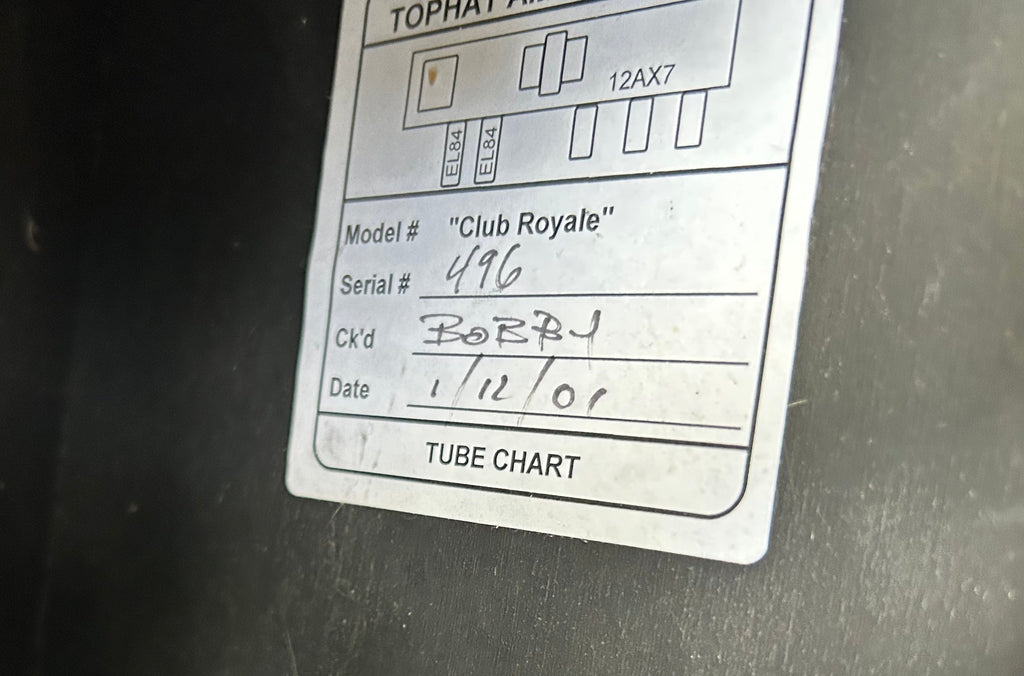 TOPHAT
12AX7
EL84
EL84
Model # "Club Royale"
Serial # 496
Ck'd BOBBY
Date 1/12/01
TUBE CHART